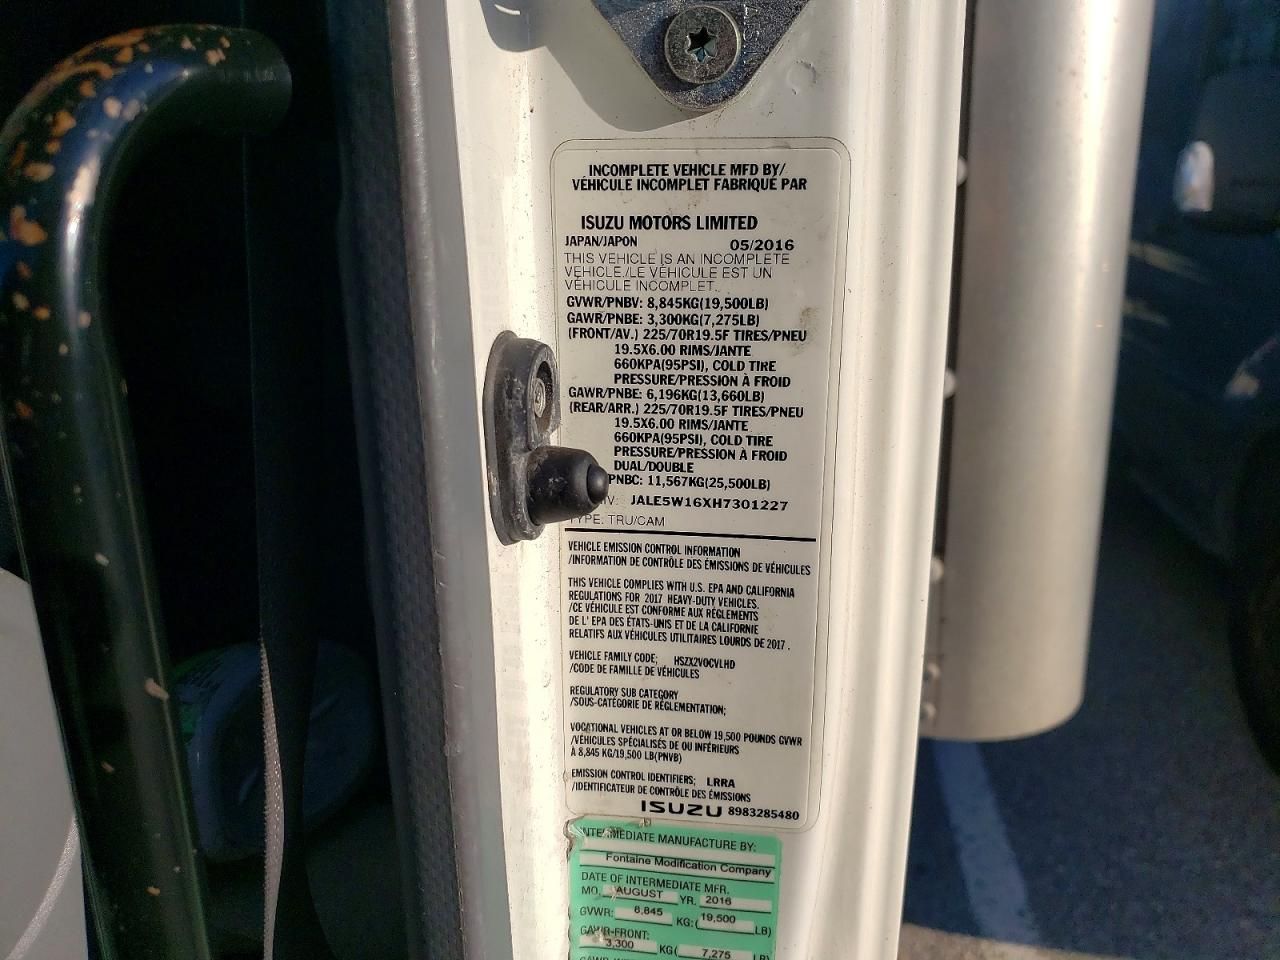 INCOMPLETE VEHICLE MFD BY/
VÉHICULE INCOMPLET FABRIQUÉ PAR
ISUZU MOTORS LIMITED
JAPAN/JAPON 05/2016
THIS VEHICLE IS AN INCOMPLETE
VEHICLE./LE VÉHICULE EST UN
VÉHICULE INCOMPLET.
GVWR/PNBV: 8,845KG(19,500LB)
GAWR/PNBE: 3,300KG(7,275LB)
(FRONT/AV.) 225/70R19.5F TIRES/PNEU
19.5X6.00 RIMS/JANTE
660KPA(95PSI), COLD TIRE
PRESSURE/PRESSION À FROID
GAWR/PNBE: 6,196KG(13,660LB)
(REAR/ARR.) 225/70R19.5F TIRES/PNEU
19.5X6.00 RIMS/JANTE
660KPA(95PSI), COLD TIRE
PRESSURE/PRESSION À FROID
DUAL/DOUBLE
PNBC: 11,567KG(25,500LB)
JALE5W16XH7301227
TYPE: TRU/CAM
VEHICLE EMISSION CONTROL INFORMATION
/INFORMATION DE CONTRÔLE DES ÉMISSIONS DE VÉHICULES
THIS VEHICLE COMPLIES WITH U.S. EPA AND CALIFORNIA
REGULATIONS FOR 2017 HEAVY-DUTY VEHICLES.
/CE VÉHICULE EST CONFORME AUX RÉGLEMENTS
DE L' EPA DES ÉTATS-UNIS ET DE LA CALIFORNIE
RELATIFS AUX VÉHICULES UTILITAIRES LOURDS DE 2017.
VEHICLE FAMILY CODE; HSZX2VOCVLHD
/CODE DE FAMILLE DE VÉHICULES
REGULATORY SUB CATEGORY
/SOUS-CATÉGORIE DE RÉGLEMENTATION;
VOCATIONAL VEHICLES AT OR BELOW 19,500 POUNDS GVWR
/VÉHICULES SPÉCIALISÉS DE OU INFÉRIEURS
À 8,845 KG/19,500 LB(PNVB)
EMISSION CONTROL IDENTIFIERS; LRRA
/IDENTIFICATEUR DE CONTRÔLE DES ÉMISSIONS
ISUZU 8983285480
INTERMEDIATE MANUFACTURE BY:
Fontaine Modification Company
DATE OF INTERMEDIATE MFR.
MO. AUGUST YR. 2016
GVWR: 8,845 KG( 19,500 LB)
GAWR-FRONT:
3,300 KG( 7,275 LB)